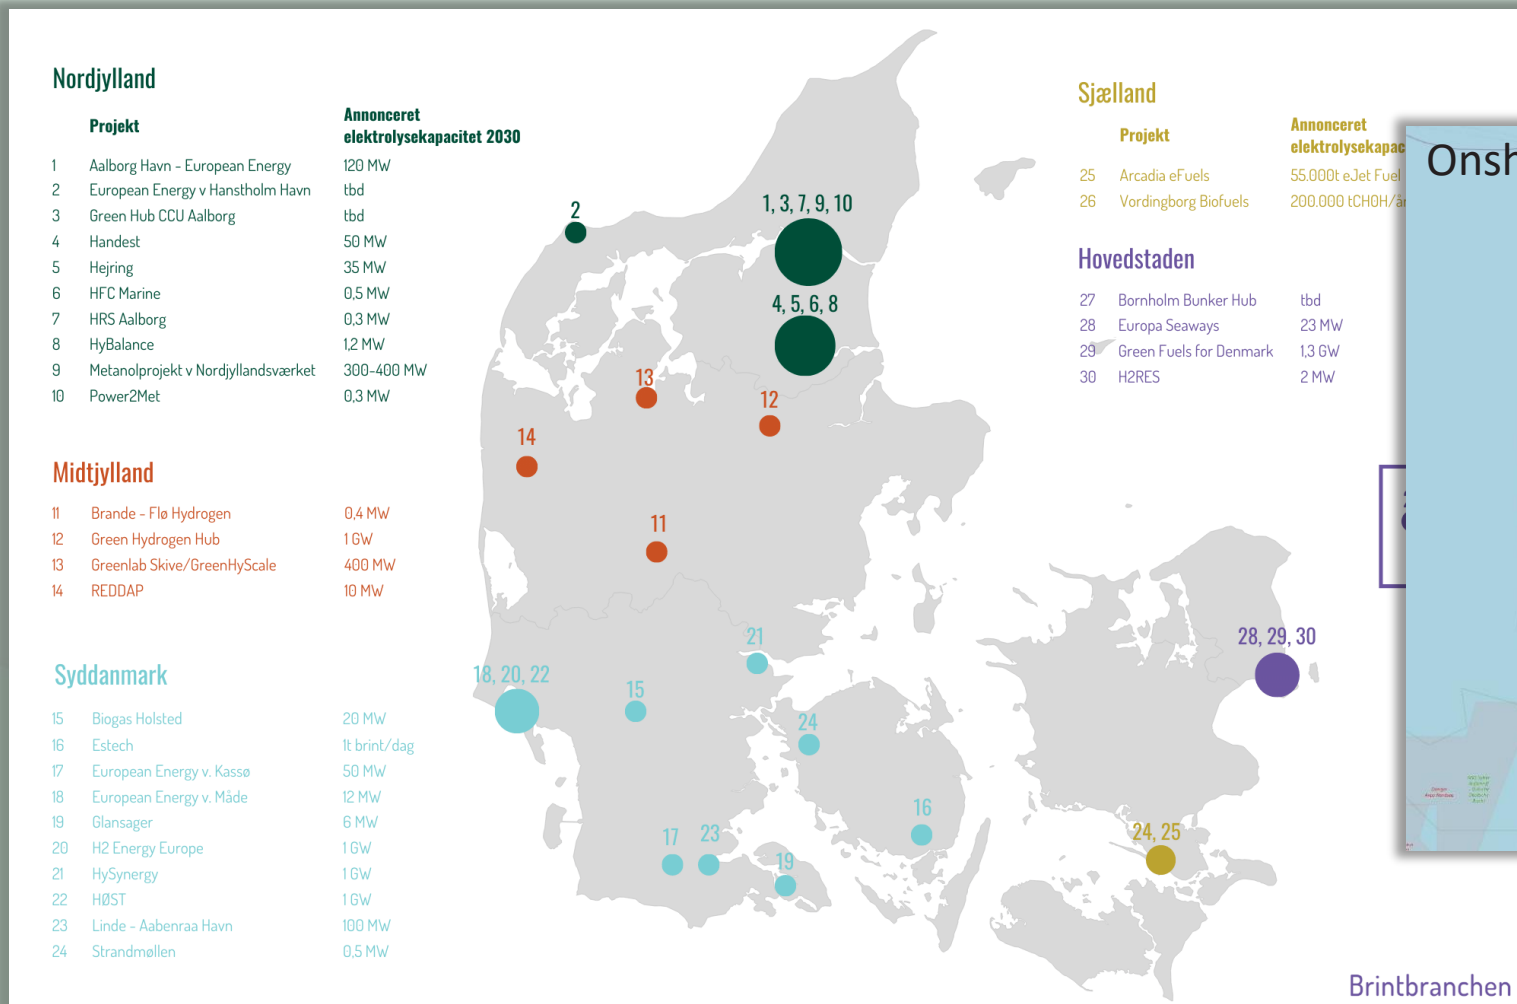 Nordjylland
Projekt Annonceret elektrolysekapacitet 2030
1 Aalborg Havn - European Energy 120 MW
2 European Energy v Hanstholm Havn tbd
3 Green Hub CCU Aalborg tbd
4 Handest 50 MW
5 Hejring 35 MW
6 HFC Marine 0,5 MW
7 HRS Aalborg 0,3 MW
8 HyBalance 1,2 MW
9 Metanolprojekt v Nordjyllandsværket 300-400 MW
10 Power2Met 0,3 MW
Midtjylland
11 Brande - Flø Hydrogen 0,4 MW
12 Green Hydrogen Hub 1 GW
13 Greenlab Skive/GreenHyScale 400 MW
14 REDDAP 10 MW
Syddanmark
15 Biogas Holsted 20 MW
16 Estech 1t brint/dag
17 European Energy v. Kassø 50 MW
18 European Energy v. Måde 12 MW
19 Glansager 6 MW
20 H2 Energy Europe 1 GW
21 HySynergy 1 GW
22 HØST 1 GW
23 Linde - Aabenraa Havn 100 MW
24 Strandmøllen 0,5 MW
2
1, 3, 7, 9, 10
4, 5, 6, 8
13
12
14
11
21
18, 20, 22
15
24
16
17
23
19
28, 29, 30
24, 25
Sjælland
Projekt Annonceret
elektrolysekapac
25 Arcadia eFuels 55.000t eJet Fuel
26 Vordingborg Biofuels 200.000 tCH0H/år
Hovedstaden
27 Bornholm Bunker Hub tbd
28 Europa Seaways 23 MW
29 Green Fuels for Denmark 1,3 GW
30 H2RES 2 MW
Onsh
Brintbranchen